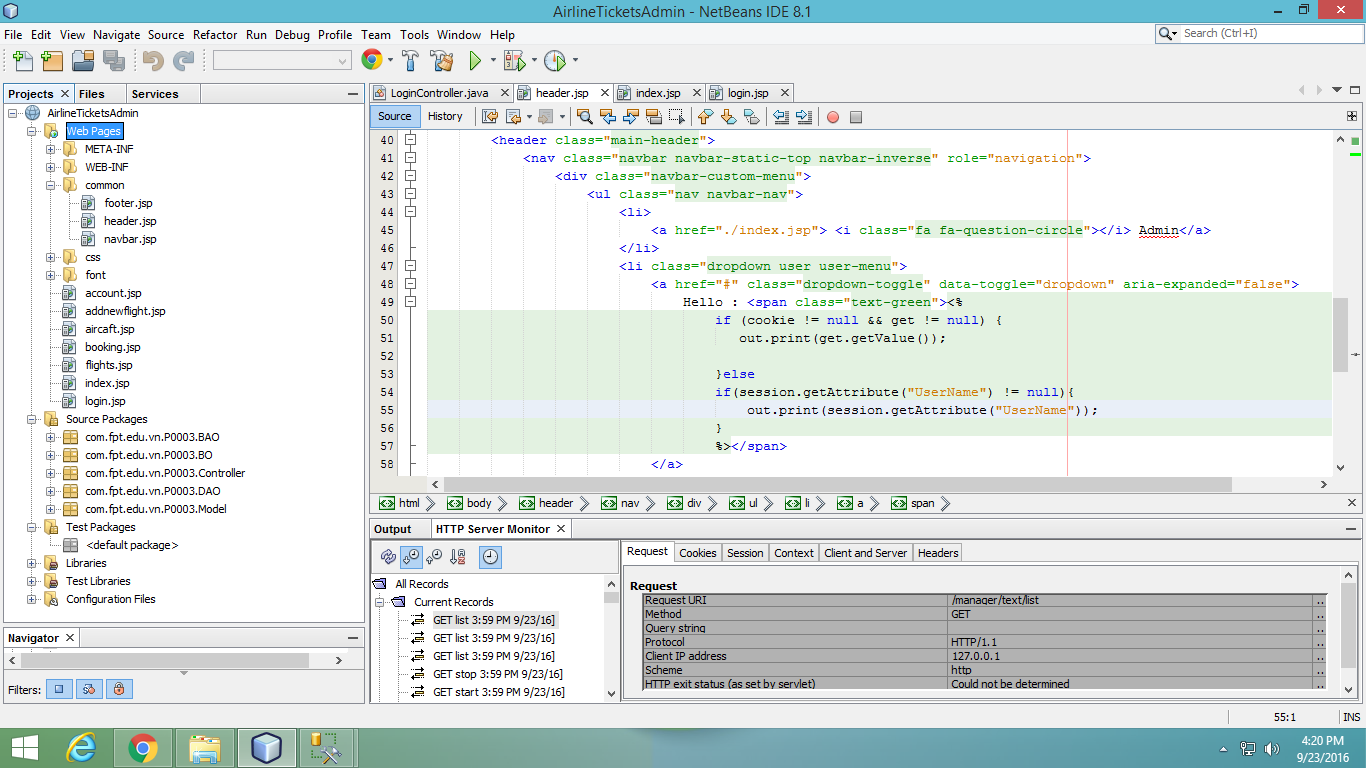 AirlineTicketsAdmin - NetBeans IDE 8.1
File Edit View Navigate Source Refactor Run Debug Profile Team Tools Window Help
Search (Ctrl+I)
Projects Files Services
AirlineTicketsAdmin
Web Pages
META-INF
WEB-INF
common
footer.jsp
header.jsp
navbar.jsp
css
font
account.jsp
addnewflight.jsp
aircaft.jsp
booking.jsp
flights.jsp
index.jsp
login.jsp
Source Packages
com.fpt.edu.vn.P0003.BAO
com.fpt.edu.vn.P0003.BO
com.fpt.edu.vn.P0003.Controller
com.fpt.edu.vn.P0003.DAO
com.fpt.edu.vn.P0003.Model
Test Packages
<default package>
Libraries
Test Libraries
Configuration Files
Navigator
Filters:
LoginController.java header.jsp index.jsp login.jsp
Source History
40 <header class="main-header">
41 <nav class="navbar navbar-static-top navbar-inverse" role="navigation">
42 <div class="navbar-custom-menu">
43 <ul class="nav navbar-nav">
44 <li>
45 <a href="./index.jsp"> <i class="fa fa-question-circle"></i> Admin</a>
46 </li>
47 <li class="dropdown user user-menu">
48 <a href="#" class="dropdown-toggle" data-toggle="dropdown" aria-expanded="false">
49 Hello : <span class="text-green"><%
50 if (cookie != null && get != null) {
51 out.print(get.getValue());
52
53 }else
54 if(session.getAttribute("UserName") != null){
55 out.print(session.getAttribute("UserName"));
56 }
57 %></span>
58 </a>
html body header nav div ul li a span
Output HTTP Server Monitor
All Records
Current Records
GET list 3:59 PM 9/23/16]
GET list 3:59 PM 9/23/16]
GET list 3:59 PM 9/23/16]
GET stop 3:59 PM 9/23/16]
GET start 3:59 PM 9/23/16]
Request Cookies Session Context Client and Server Headers
Request
Request URI /manager/text/list ..
Method GET ..
Query string ..
Protocol HTTP/1.1 ..
Client IP address 127.0.0.1 ..
Scheme http ..
HTTP exit status (as set by servlet) Could not be determined ..
55:1 INS
4:20 PM
9/23/2016